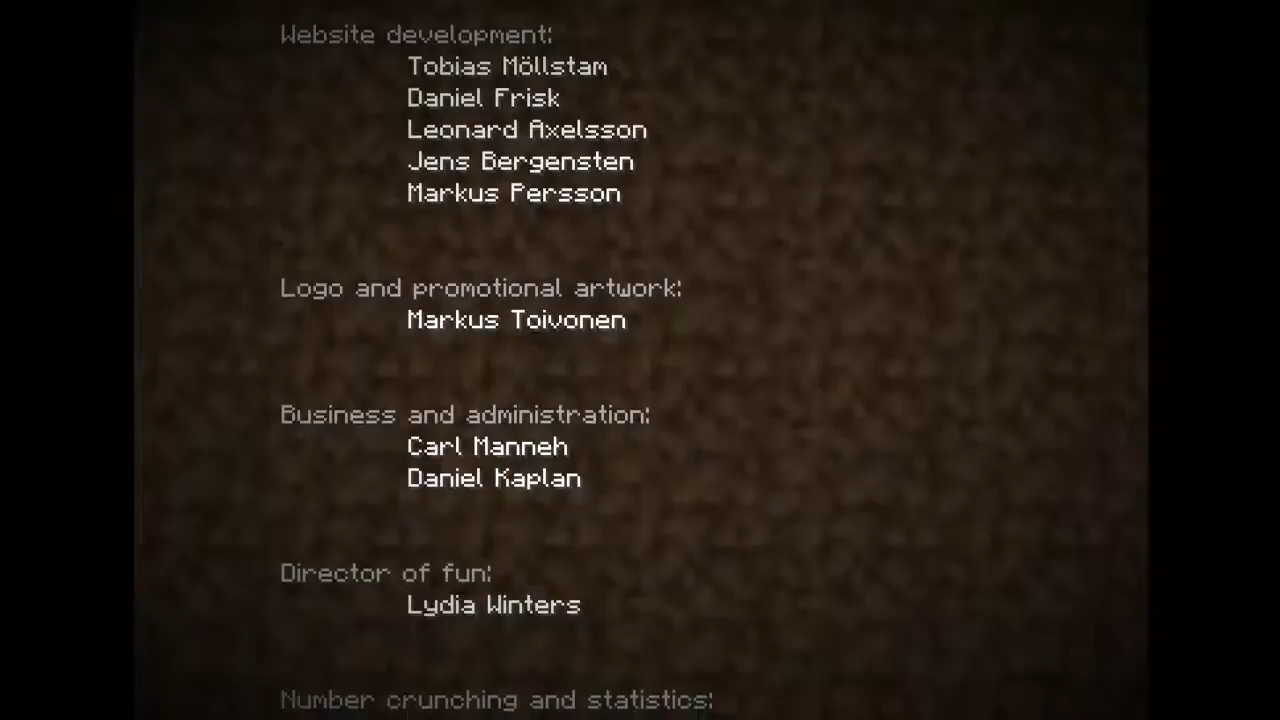 Website development:
Tobias Möllstam
Daniel Frisk
Leonard Axelsson
Jens Bergensten
Markus Persson
Logo and promotional artwork:
Markus Toivonen
Business and administration:
Carl Manneh
Daniel Kaplan
Director of fun:
Lydia Winters
Number crunching and statistics: